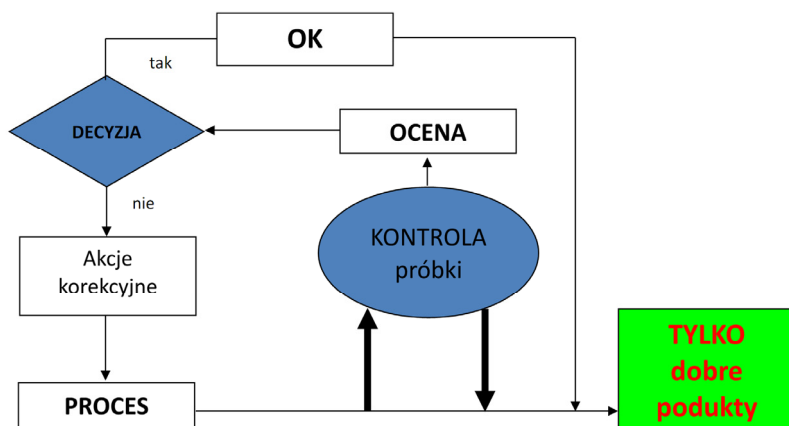 OK
tak
DECYZJA
OCENA
nie
KONTROLA
próbki
Akcje
korekcyjne
TYLKO
dobre
podukty
PROCES